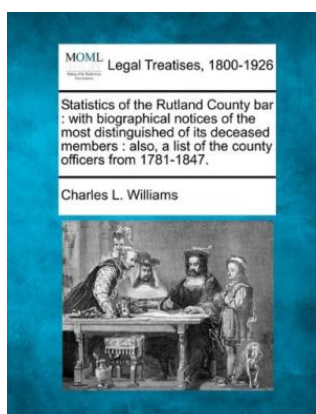 MOML Legal Treatises, 1800-1926
Statistics of the Rutland County bar
: with biographical notices of the
most distinguished of its deceased
members : also, a list of the county
officers from 1781-1847.
Charles L. Williams